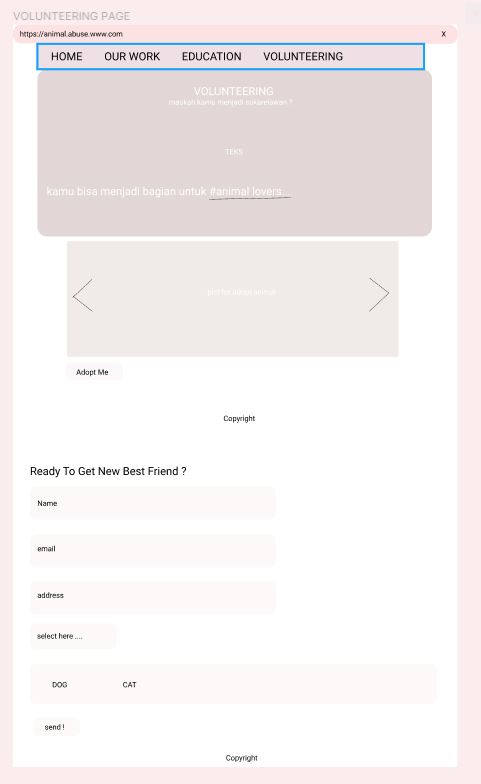 VOLUNTEERING PAGE
https://animal.abuse.www.com X
HOME OUR WORK EDUCATION VOLUNTEERING
VOLUNTEERING
maukah kamu menjadi sukarelawan ?
TEKS
kamu bisa menjadi bagian untuk #animal lovers...
pict for adopt animal
Adopt Me
Copyright
Ready To Get New Best Friend ?
Name
email
address
select here ....
DOG CAT
send !
Copyright